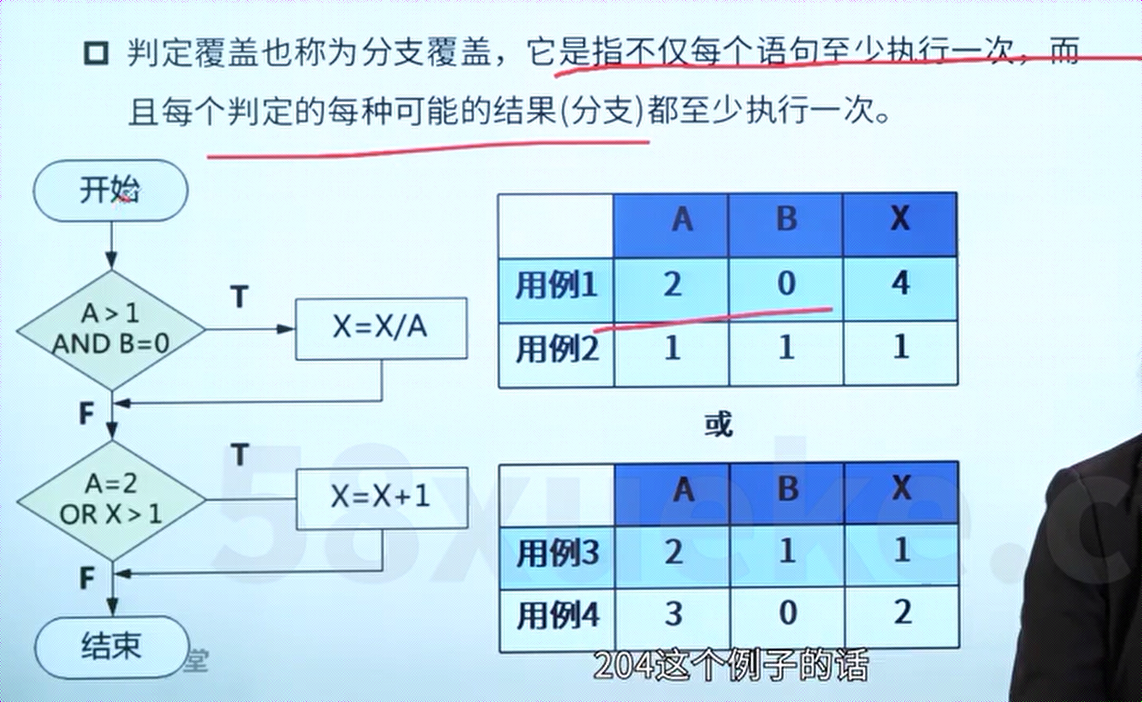 判定覆盖也称为分支覆盖，它是指不仅每个语句至少执行一次，而
且每个判定的每种可能的结果(分支)都至少执行一次。
开始
A>1
AND B=0
T
X=X/A
F
A=2
OR X>1
T
X=X+1
F
结束
A B X
用例1 2 0 4
用例2 1 1 1
或
A B X
用例3 2 1 1
用例4 3 0 2
58xueke.c
堂
204这个例子的话